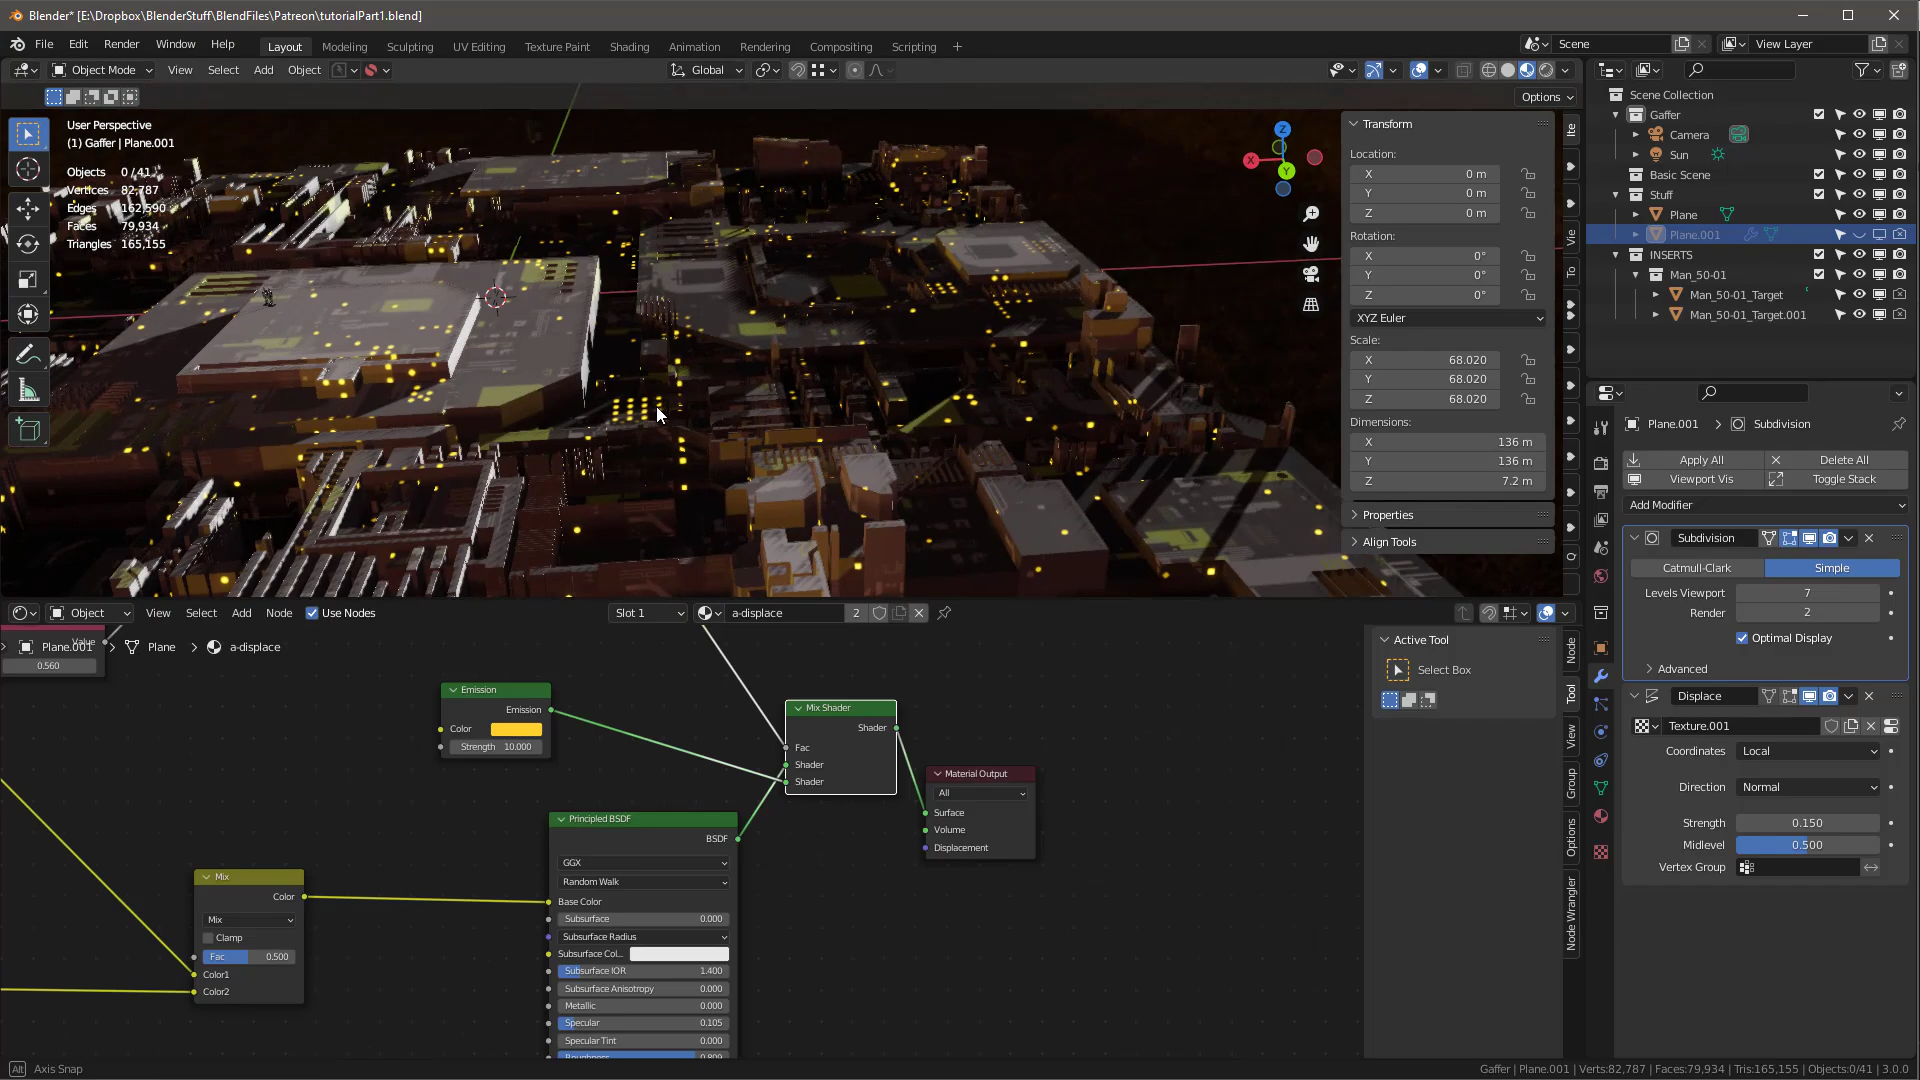 Blender* [E:\Dropbox\BlenderStuff\BlendFiles\Patreon\tutorialPart1.blend]
File Edit Render Window Help Layout Modeling Sculpting UV Editing Texture Paint Shading Animation Rendering Compositing Scripting + Scene View Layer
Object Mode View Select Add Object Global
Options
User Perspective
(1) Gaffer | Plane.001
Objects 0 / 41
Vertices 82,787
Edges 162,590
Faces 79,934
Triangles 165,155
Z
X
Y
Transform
Location:
X 0 m
Y 0 m
Z 0 m
Rotation:
X 0°
Y 0°
Z 0°
XYZ Euler
Scale:
X 68.020
Y 68.020
Z 68.020
Dimensions:
X 136 m
Y 136 m
Z 7.2 m
Properties
Align Tools
Ite
Vie
To
Scene Collection
Gaffer
Camera
Sun
Basic Scene
Stuff
Plane
Plane.001
INSERTS
Man_50-01
Man_50-01_Target
Man_50-01_Target.001
Plane.001 > Subdivision
Apply All Delete All
Viewport Vis Toggle Stack
Add Modifier
Subdivision
Catmull-Clark Simple
Levels Viewport 7
Render 2
Optimal Display
Advanced
Displace
Texture.001
Coordinates Local
Direction Normal
Strength 0.150
Midlevel 0.500
Vertex Group
Object View Select Add Node Use Nodes Slot 1 a-displace 2
Value
Plane.001 > Plane > a-displace
0.560
Emission
Emission
Color
Strength 10.000
Mix Shader
Shader
Fac
Shader
Shader
Material Output
All
Surface
Volume
Displacement
Principled BSDF
BSDF
GGX
Random Walk
Base Color
Subsurface 0.000
Subsurface Radius
Subsurface Col...
Subsurface IOR 1.400
Subsurface Anisotropy 0.000
Metallic 0.000
Specular 0.105
Specular Tint 0.000
Roughness 0.809
Mix
Color
Mix
Clamp
Fac 0.500
Color1
Color2
Active Tool
Select Box
Node
Tool
View
Group
Options
Node Wrangler
Alt Axis Snap
Gaffer | Plane.001 | Verts:82,787 | Faces:79,934 | Tris:165,155 | Objects:0/41 | 3.0.0